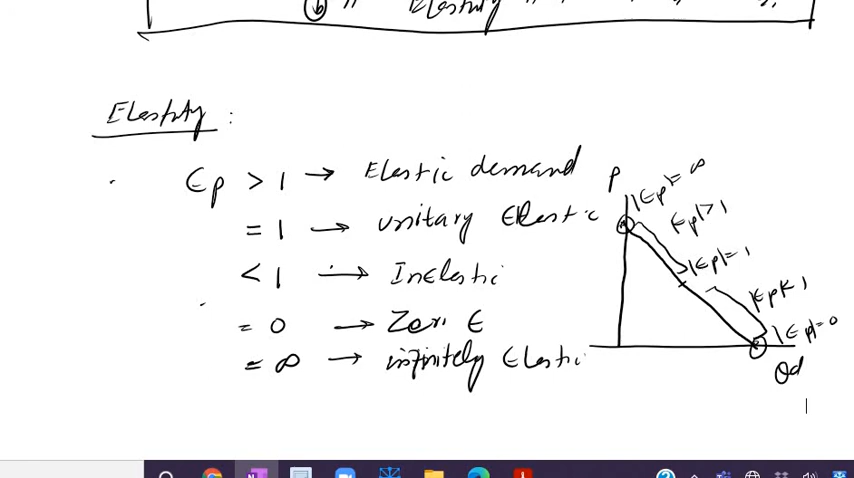 Elasticity :
Ep > 1 → Elastic demand
= 1 → unitary Elastic
< 1 → Inelastic
= 0 → Zero E
= ∞ → infinitely Elastic
P
|Ep|= ∞
|Ep|>1
|Ep|=1
|Ep|<1
|Ep|=0
Qd